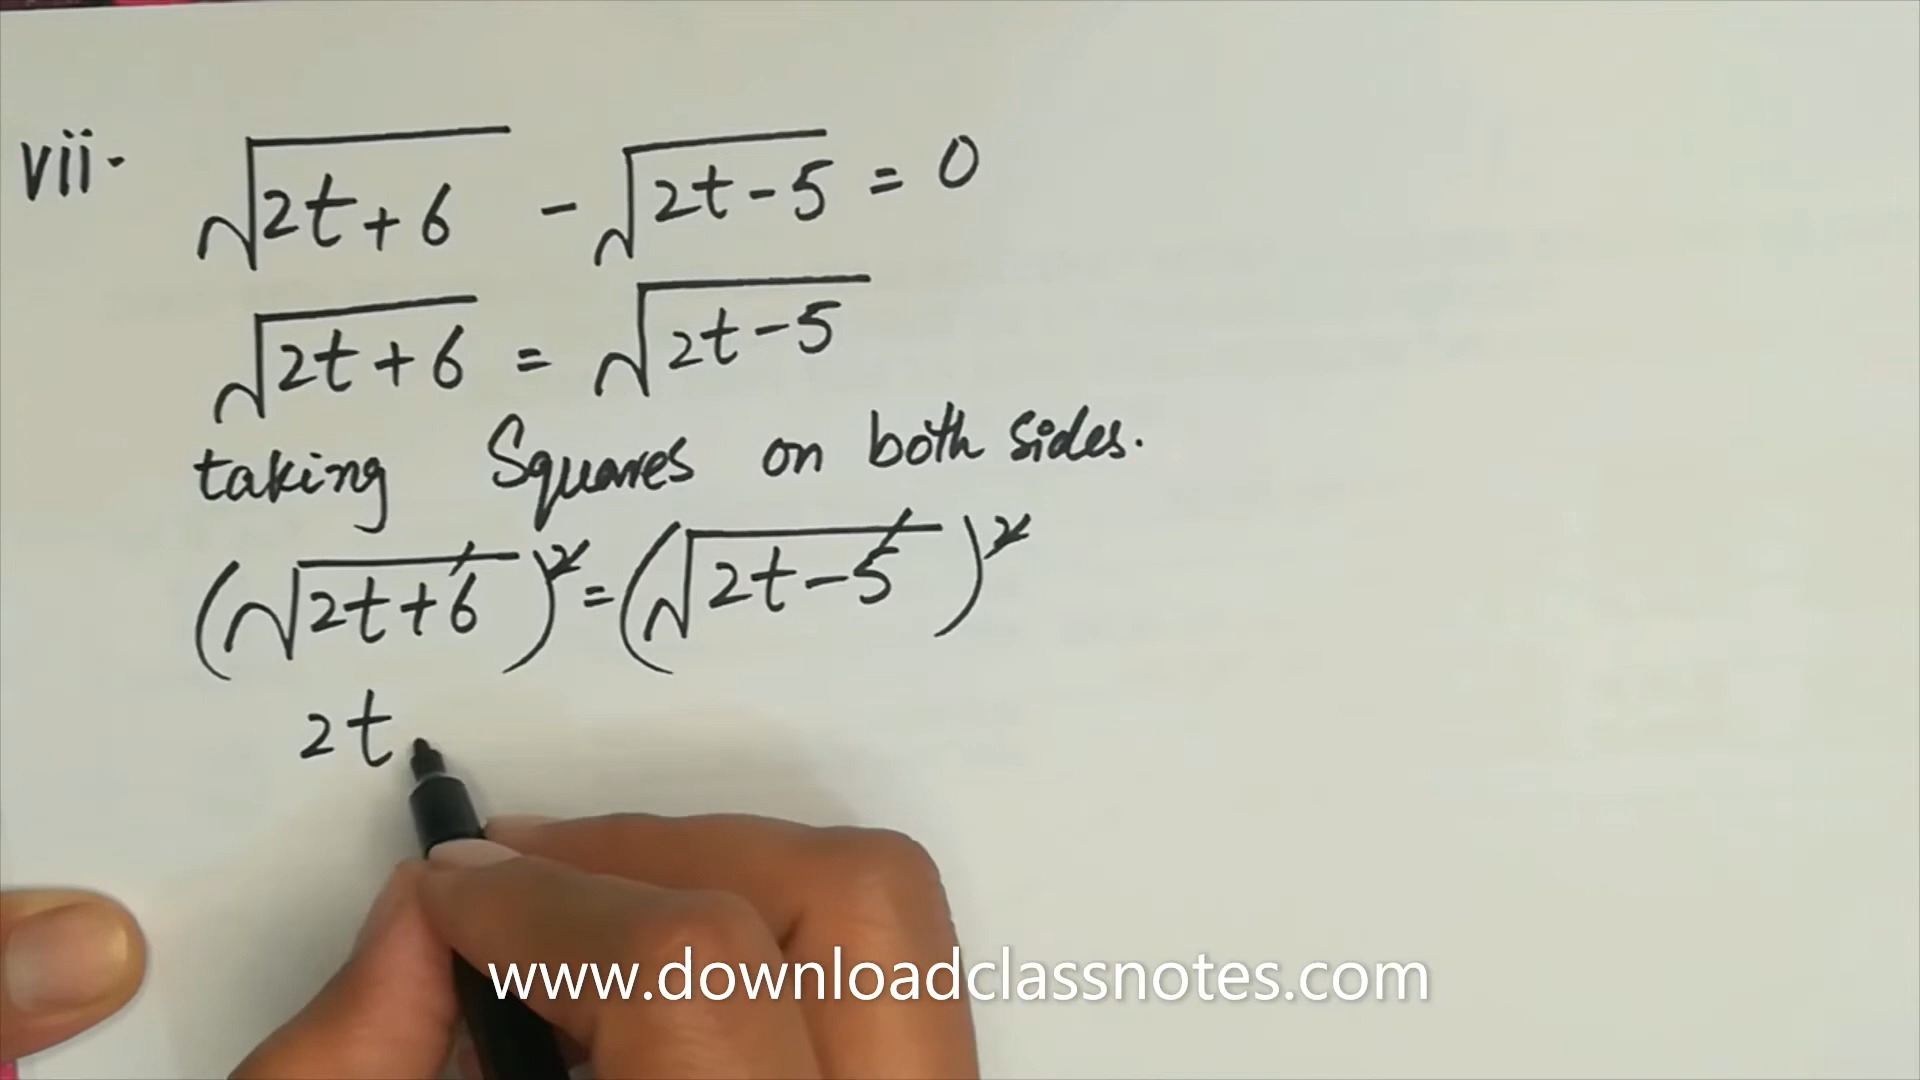 vii. √2t+6 - √2t-5 = 0
√2t+6 = √2t-5
taking Squares on both sides.
(√2t+6)² = (√2t-5)²
2t
www.downloadclassnotes.com